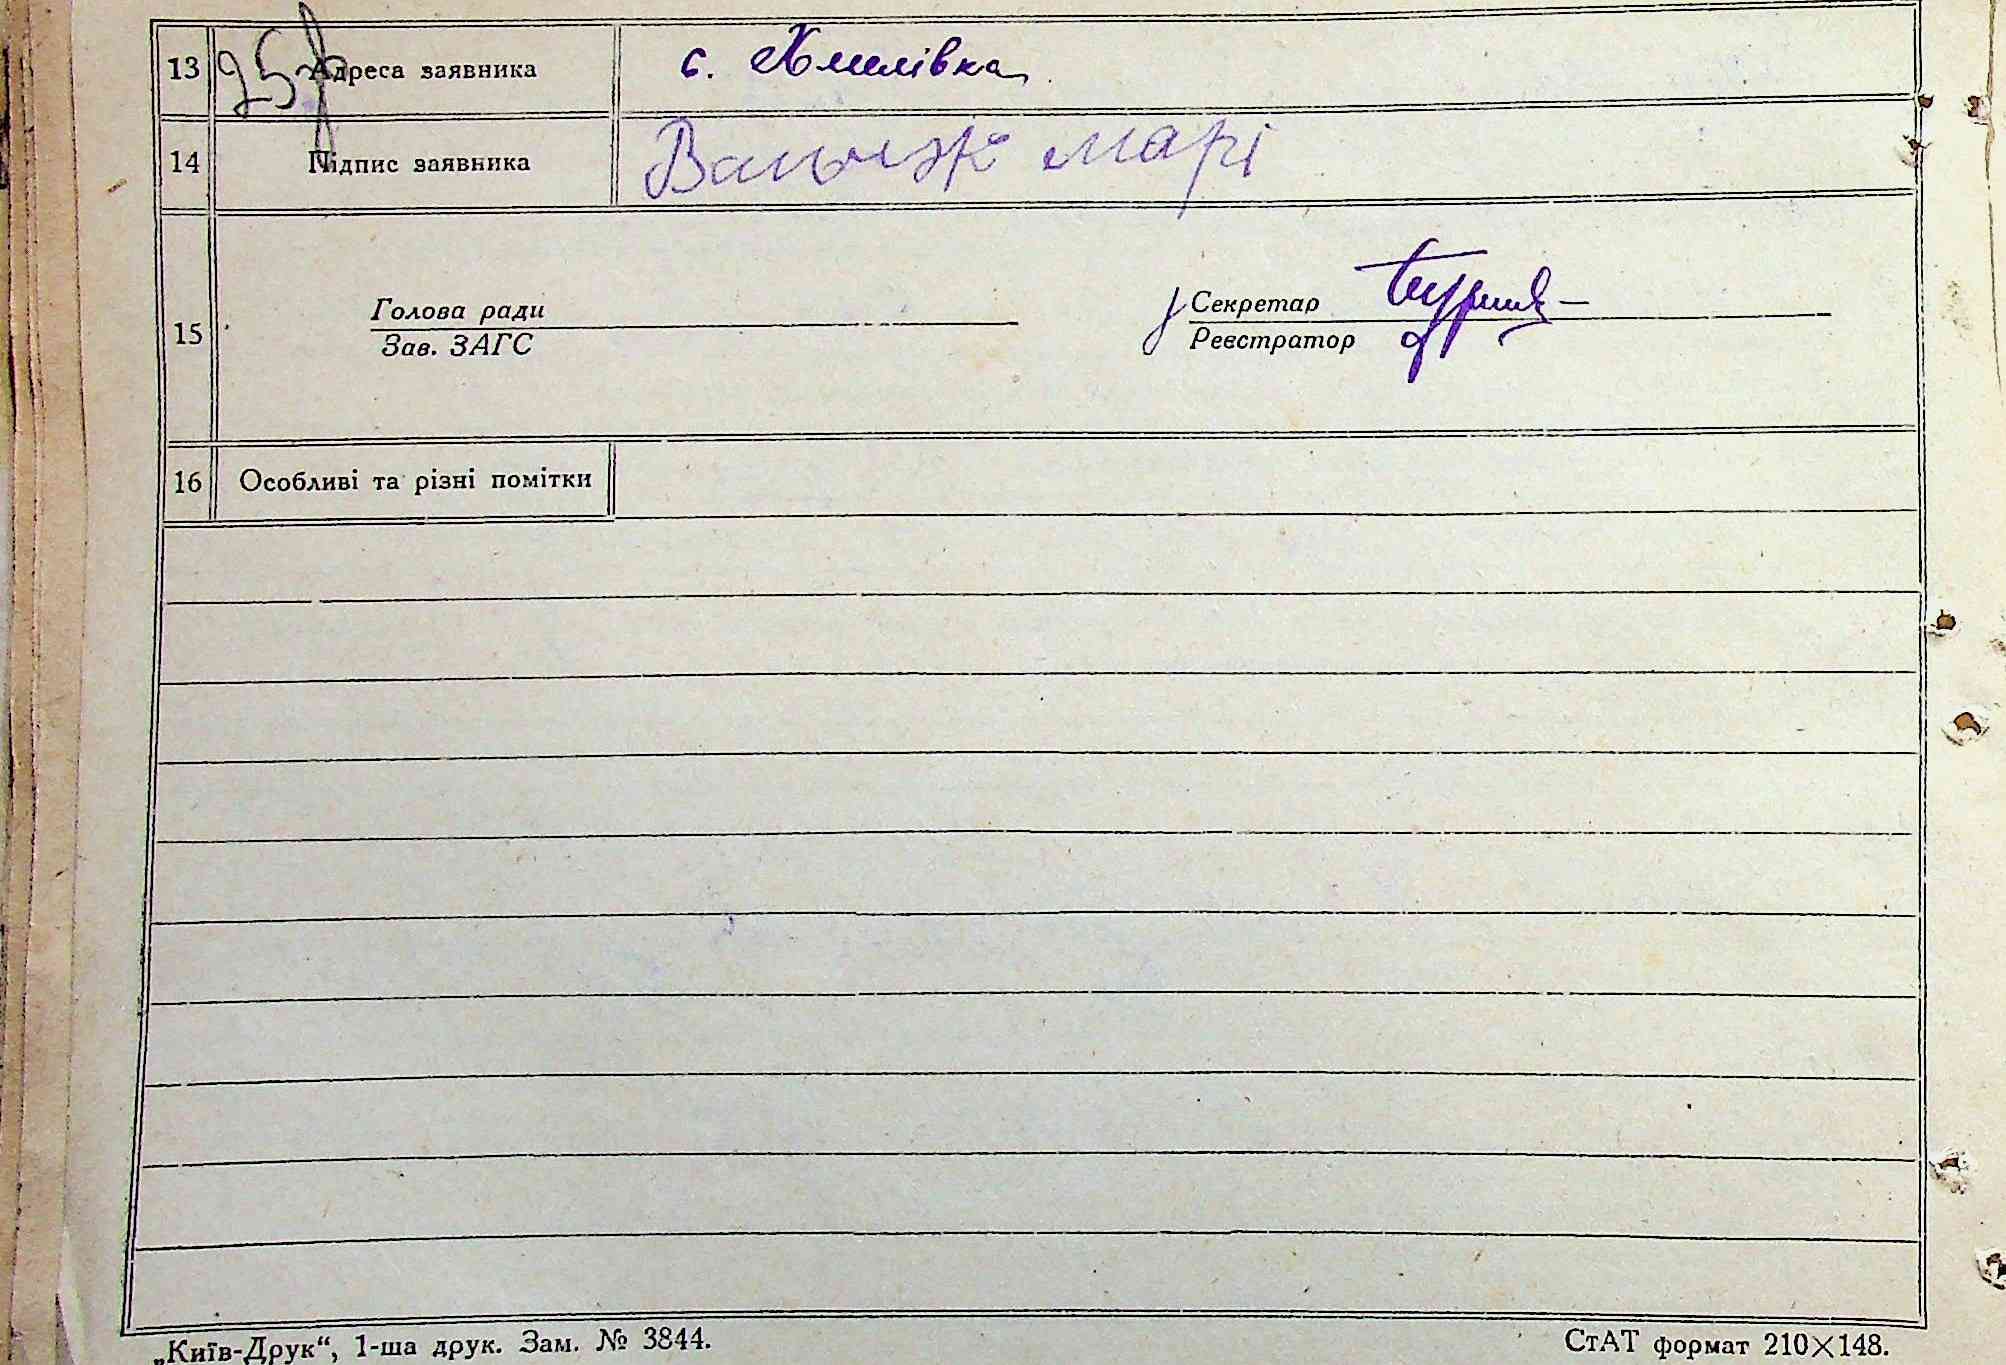 13 Адреса заявника с. Хмелівка
14 Підпис заявника марі
15
Голова ради
Зав. ЗАГС
Секретар
Реєстратор
16 Особливі та різні помітки
„Київ-Друк“, 1-ша друк. Зам. № 3844.
СтАТ формат 210×148.